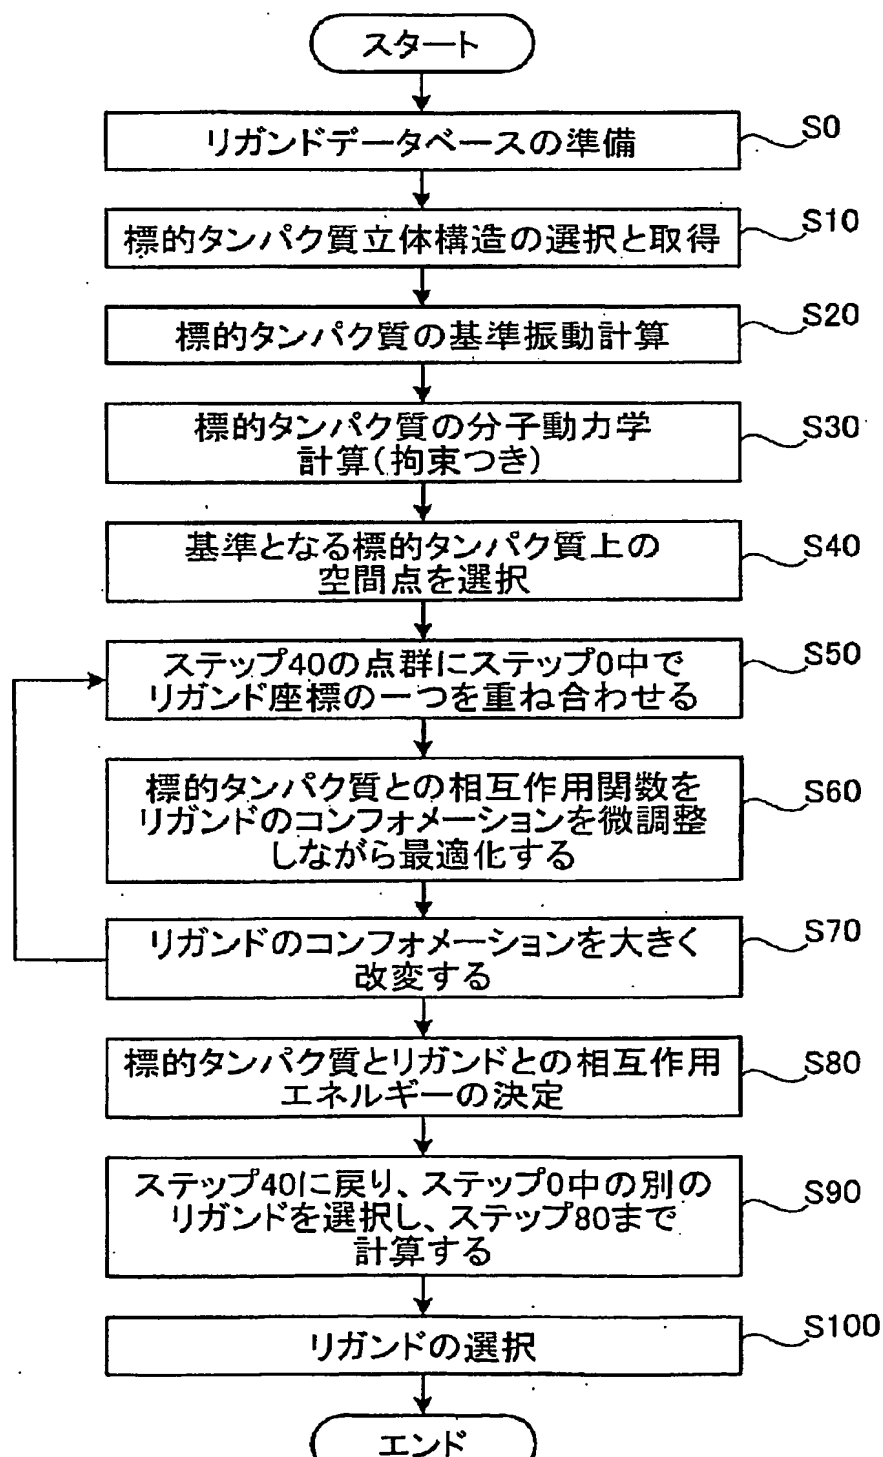 スタート
リガンドデータベースの準備
S0
標的タンパク質立体構造の選択と取得
S10
標的タンパク質の基準振動計算
S20
標的タンパク質の分子動力学
計算(拘束つき)
S30
基準となる標的タンパク質上の
空間点を選択
S40
ステップ40の点群にステップ0中で
リガンド座標の一つを重ね合わせる
S50
標的タンパク質との相互作用関数を
リガンドのコンフォメーションを微調整
しながら最適化する
S60
リガンドのコンフォメーションを大きく
改変する
S70
標的タンパク質とリガンドとの相互作用
エネルギーの決定
S80
ステップ40に戻り、ステップ0中の別の
リガンドを選択し、ステップ80まで
計算する
S90
リガンドの選択
S100
エンド